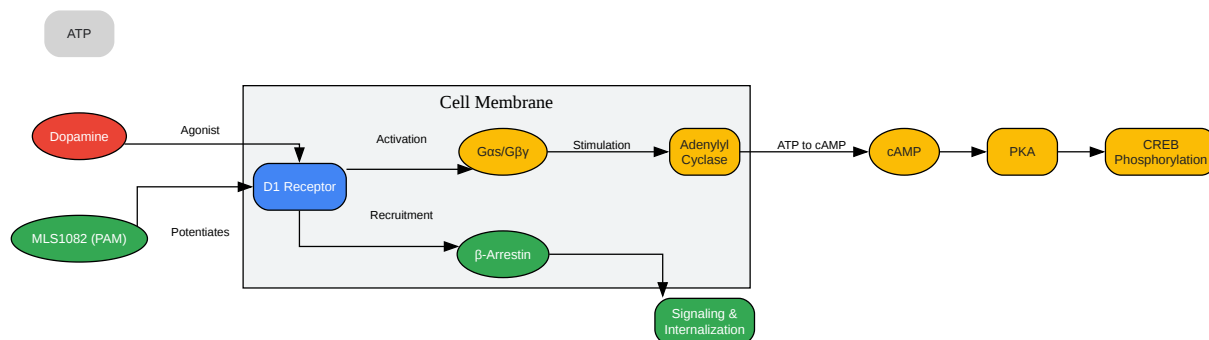 ATP
Cell Membrane
Dopamine
Agonist
Activation
Gαs/Gβγ
Stimulation
Adenylyl
Cyclase
ATP to cAMP
cAMP
PKA
CREB
Phosphorylation
D1 Receptor
MLS1082 (PAM)
Potentiates
Recruitment
β-Arrestin
Signaling &
Internalization